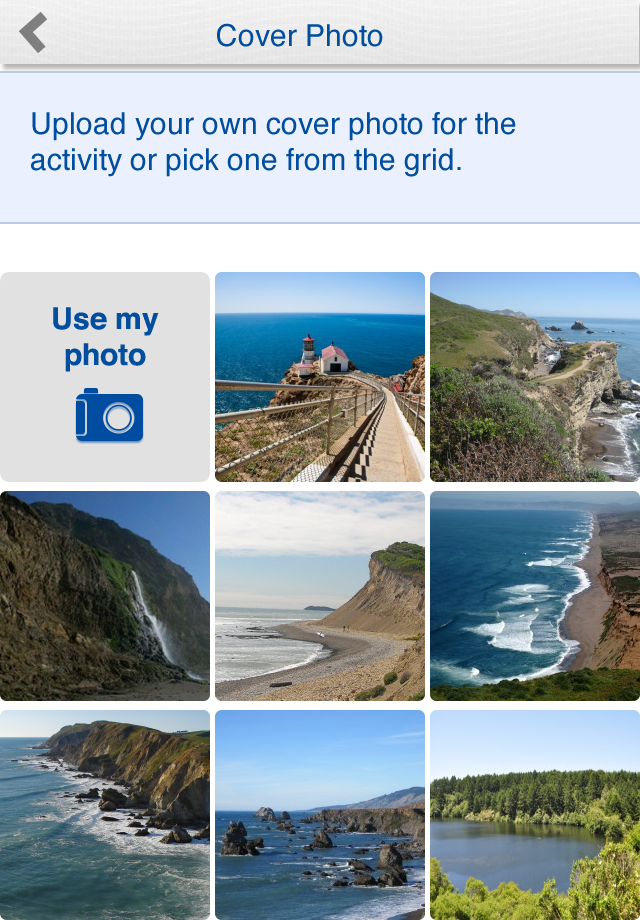 Cover Photo
Upload your own cover photo for the
activity or pick one from the grid.
Use my
photo